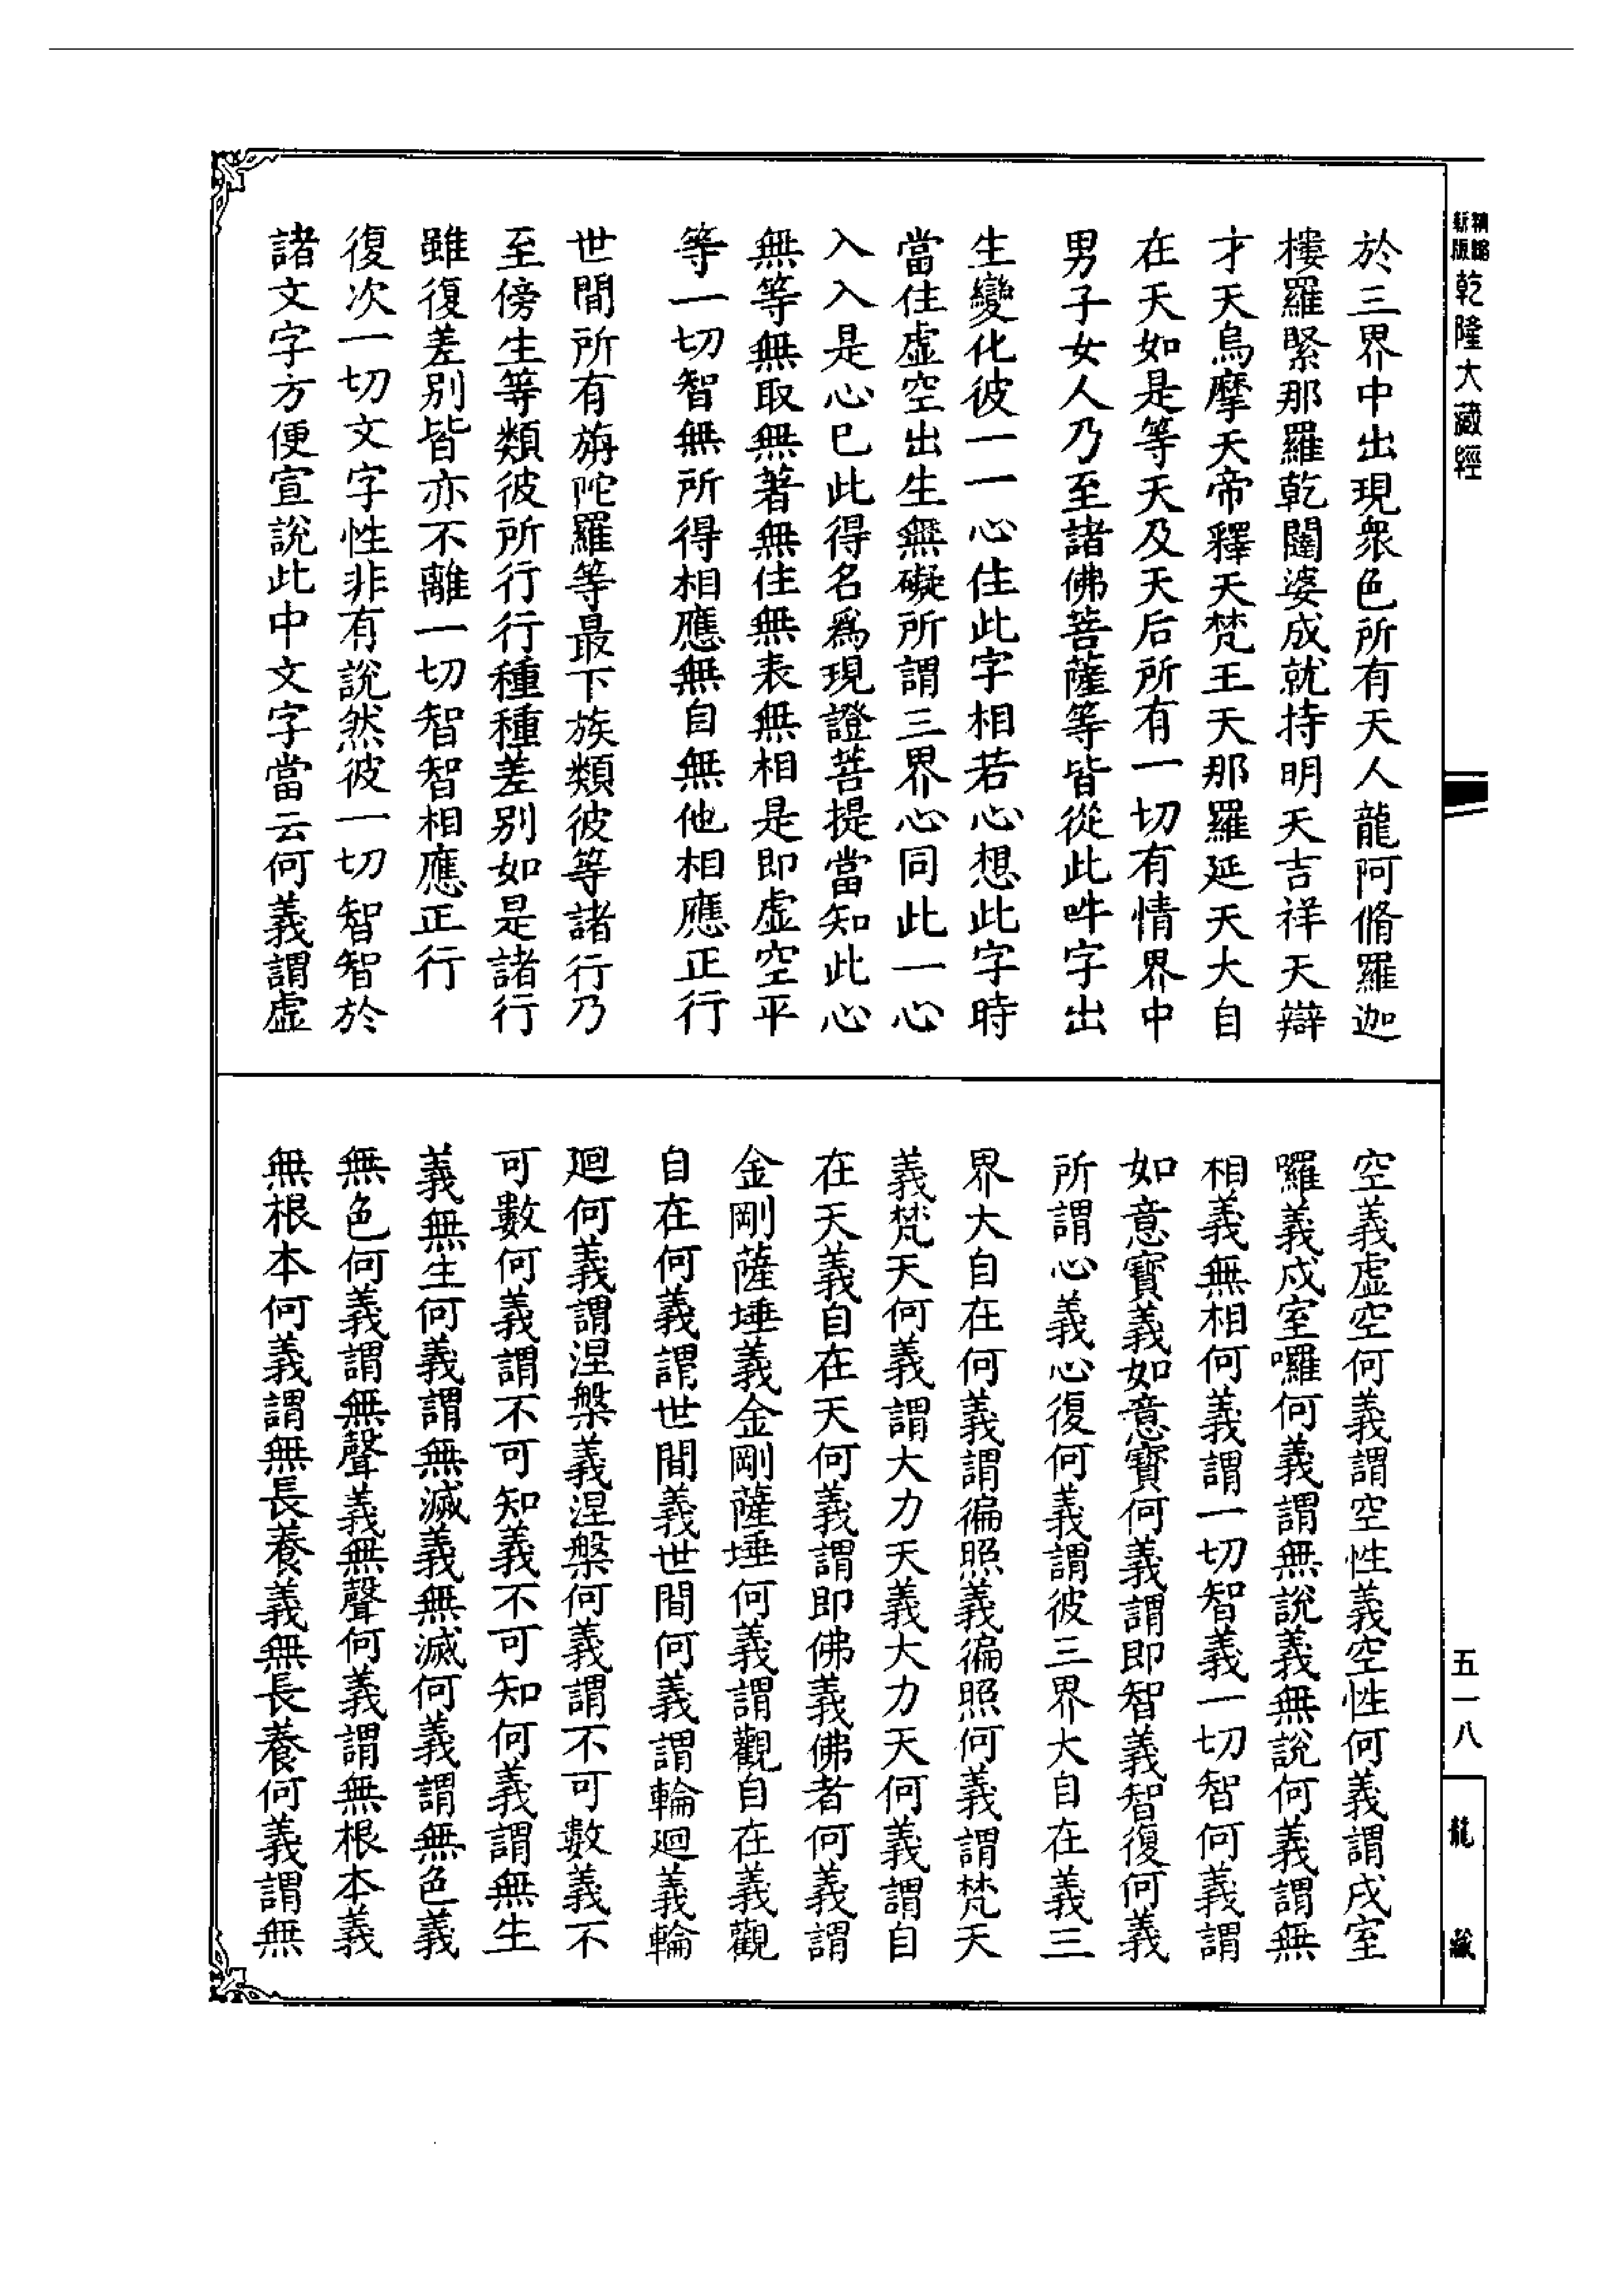 新版
精縮
乾隆大藏經
五一八
龍藏
於三界中出現衆色所有天人龍阿脩羅迦
樓羅緊那羅乾闥婆成就持明天吉祥天辯
才天烏摩天帝釋天梵王天那羅延天大自
在天如是等天及天后所有一切有情界中
男子女人乃至諸佛菩薩等皆從此吽字出
生變化彼一一心住此字相若心想此字時
當住虛空出生無礙所謂三界心同此一心
入入是心已此得名爲現證菩提當知此心
無等無取無著無住無表無相是即虛空平
等一切智無所得相應無自無他相應正行
世間所有旃陀羅等最下族類彼等諸行乃
至傍生等類彼所行行種種差別如是諸行
雖復差別皆亦不離一切智智相應正行
復次一切文字性非有說然彼一切智智於
諸文字方便宣說此中文字當云何義謂虛
空義虛空何義謂空性義空性何義謂戍室
囉義戍室囉何義謂無說義無說何義謂無
相義無相何義謂一切智義一切智何義謂
如意寶義如意寶何義謂即智義智復何義
所謂心義心復何義謂彼三界大自在義三
界大自在何義謂徧照義徧照何義謂梵天
義梵天何義謂大力天義大力天何義謂自
在天義自在天何義謂即佛義佛者何義謂
金剛薩埵義金剛薩埵何義謂觀自在義觀
自在何義謂世間義世間何義謂輪迴義輪
迴何義謂涅槃義涅槃何義謂不可數義不
可數何義謂不可知義不可知何義謂無生
義無生何義謂無滅義無滅何義謂無色義
無色何義謂無聲義無聲何義謂無根本義
無根本何義謂無長養義無長養何義謂無